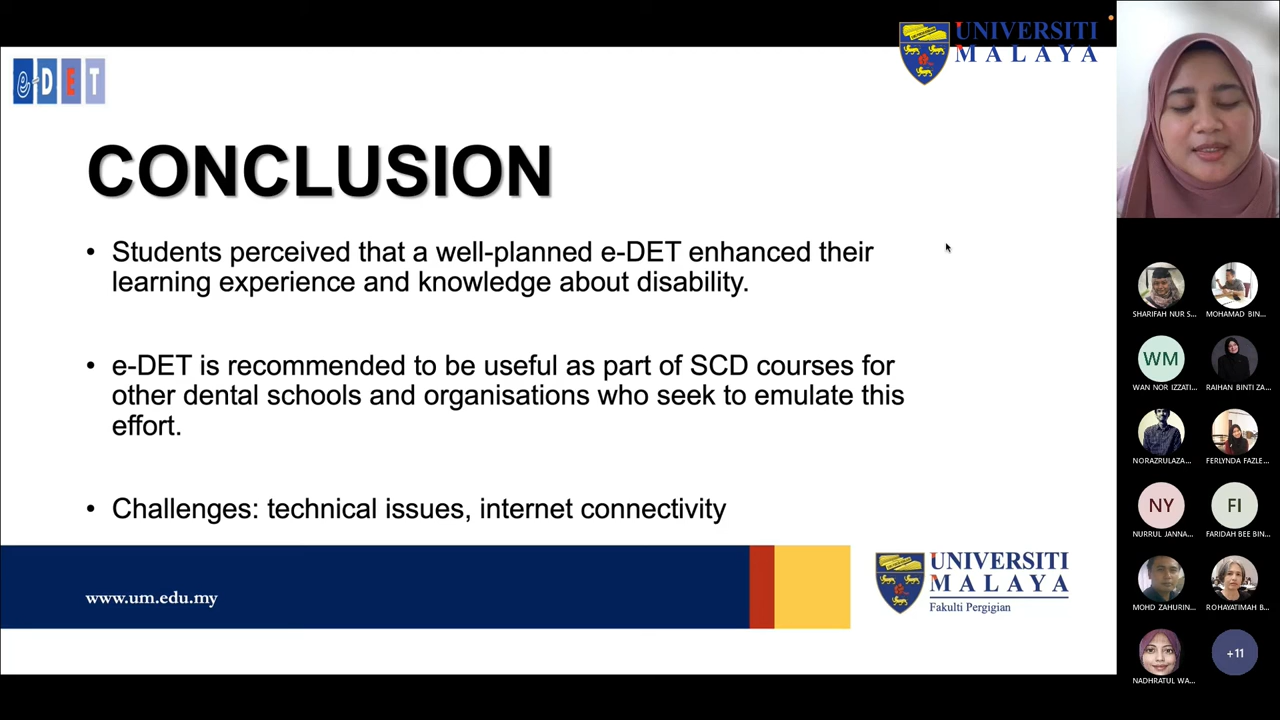 UNIVERSITI
MALAYA
e-DET
CONCLUSION
• Students perceived that a well-planned e-DET enhanced their
learning experience and knowledge about disability.
• e-DET is recommended to be useful as part of SCD courses for
other dental schools and organisations who seek to emulate this
effort.
• Challenges: technical issues, internet connectivity
www.um.edu.my
UNIVERSITI
MALAYA
Fakulti Pergigian
SHARIFAH NUR S...
MOHAMAD BIN...
WM
WAN NOR IZZATI...
RAIHAN BINTI ZA...
NORAZRULAZA...
FERLYNDA FAZLE...
NY
NURRUL JANNA...
FI
FARIDAH BEE BIN...
MOHD ZAHURIN...
ROHAYATIMAH B...
NADHRATUL WA...
+11